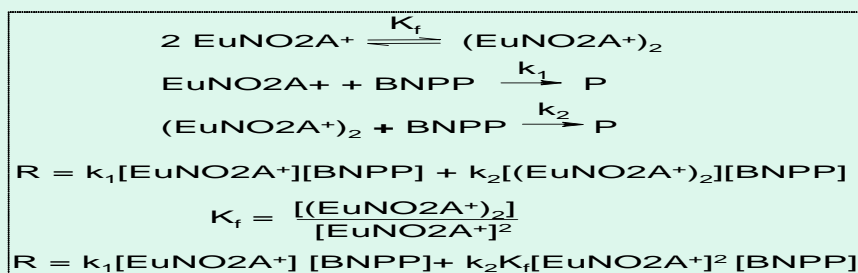 2 EuNO2A⁺ ⇌ (EuNO2A⁺)₂ K_f
EuNO2A+ + BNPP k₁ → P
(EuNO2A⁺)₂ + BNPP k₂ → P
R = k₁[EuNO2A⁺][BNPP] + k₂[(EuNO2A⁺)₂][BNPP]
K_f = [(EuNO2A⁺)₂] / [EuNO2A⁺]²
R = k₁[EuNO2A⁺] [BNPP]+ k₂K_f[EuNO2A⁺]² [BNPP]